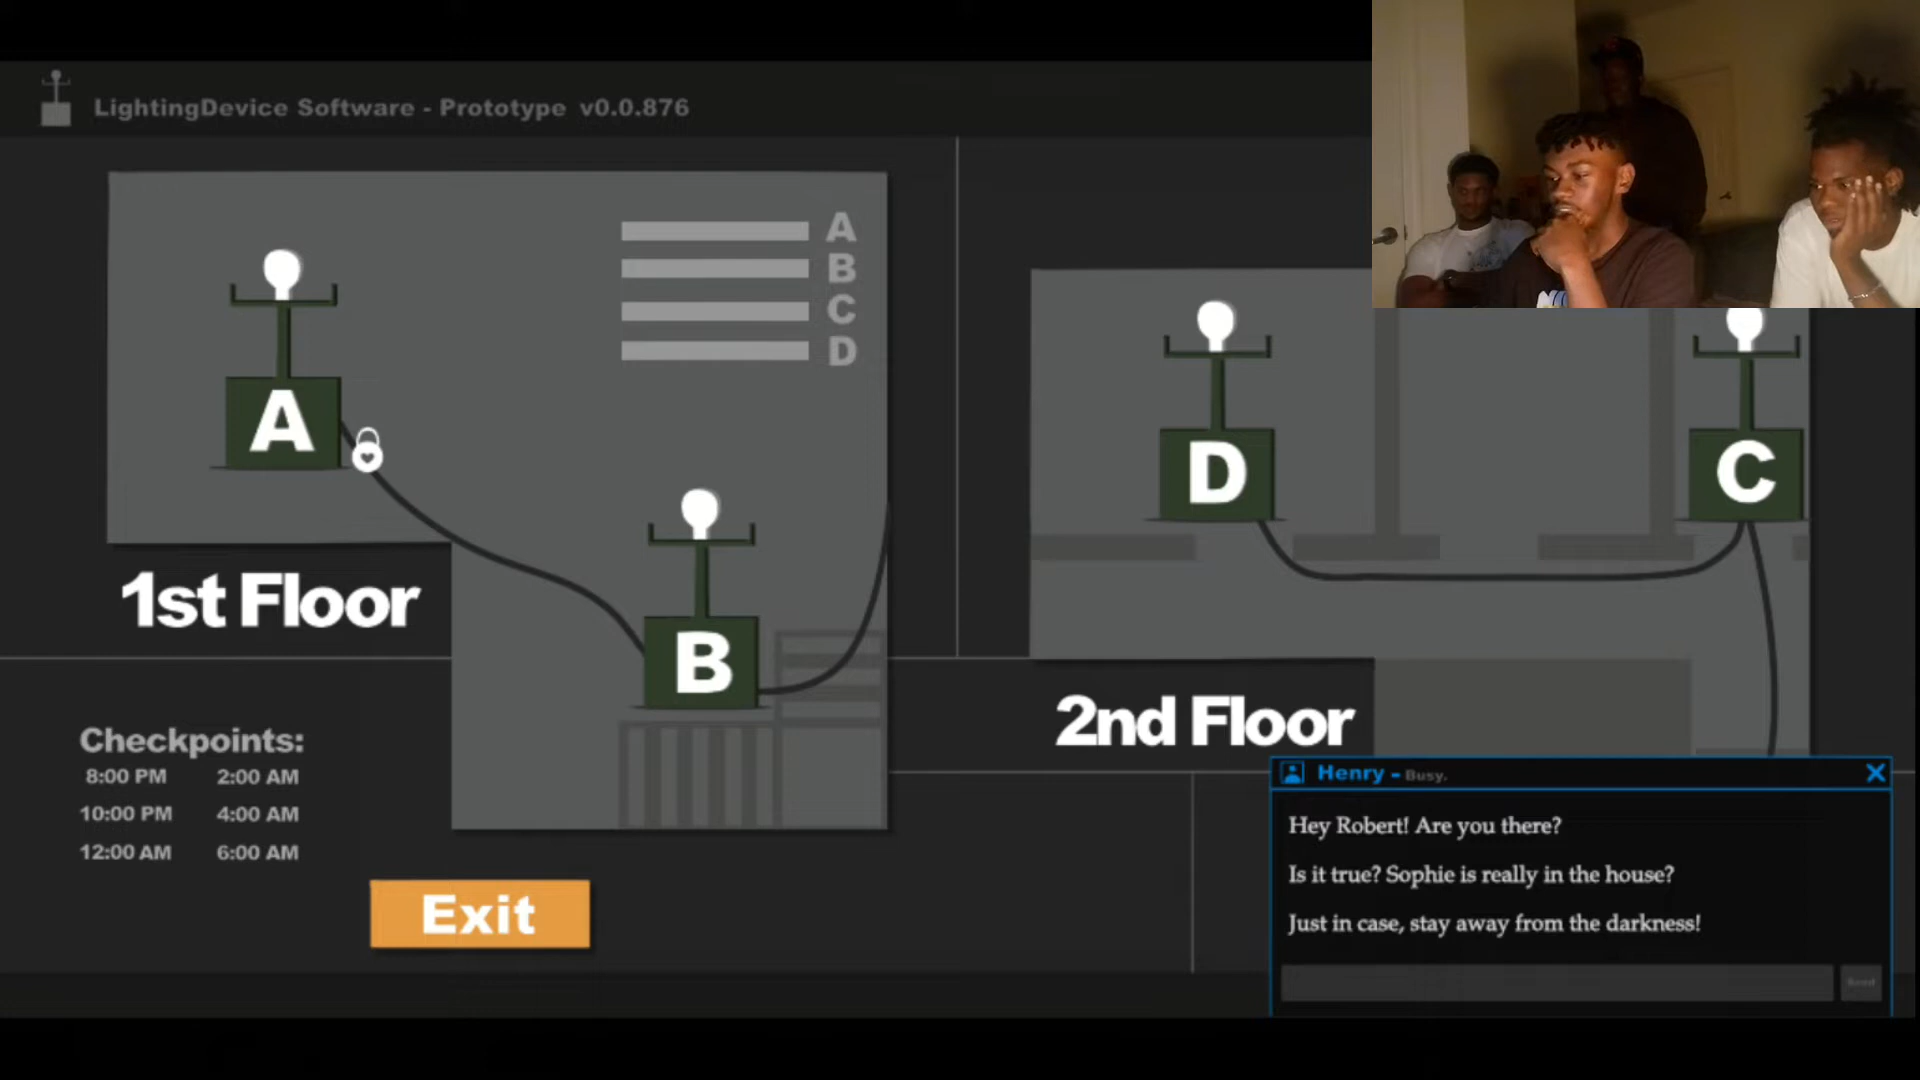 LightingDevice Software - Prototype v0.0.876
A
B
C
D
A
B
1st Floor
D
C
2nd Floor
Checkpoints:
8:00 PM 2:00 AM
10:00 PM 4:00 AM
12:00 AM 6:00 AM
Exit
Henry - Busy.
Hey Robert! Are you there?
Is it true? Sophie is really in the house?
Just in case, stay away from the darkness!
Send